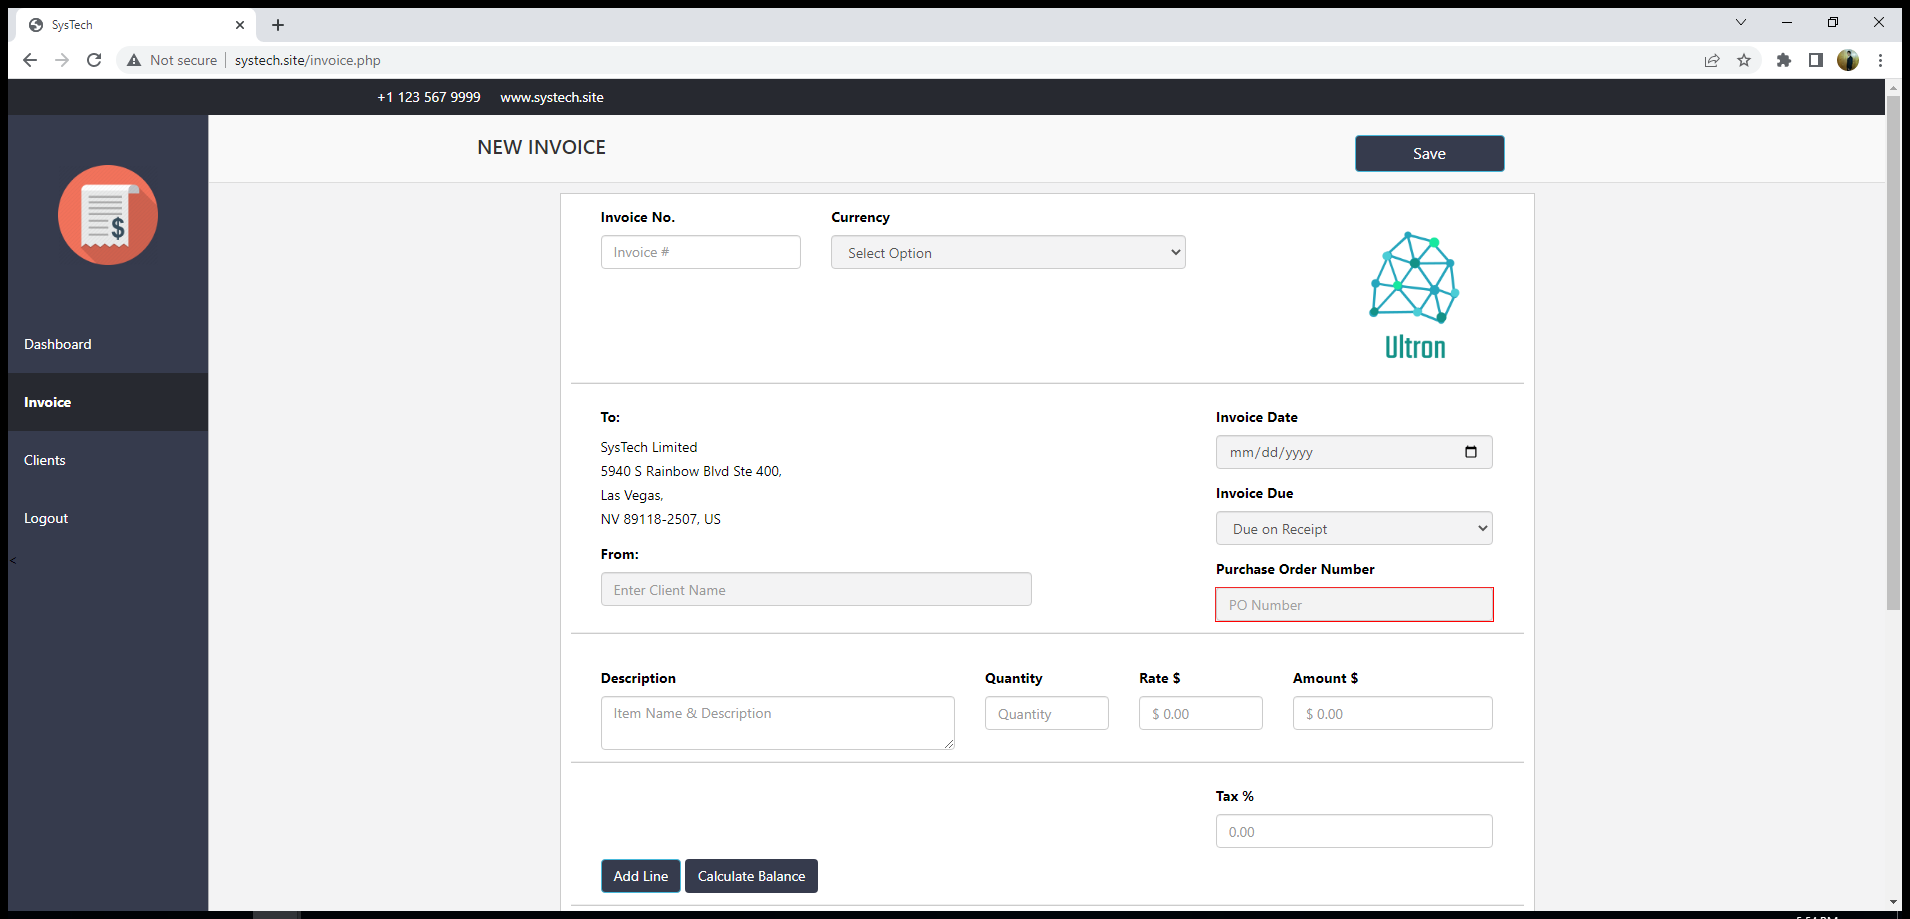 SysTech
Not secure
systech.site/invoice.php
+1 123 567 9999 www.systech.site
NEW INVOICE
Save
$
Dashboard
Invoice
Clients
Logout
<
Invoice No.
Currency
Invoice #
Select Option
Ultron
To:
SysTech Limited
5940 S Rainbow Blvd Ste 400,
Las Vegas,
NV 89118-2507, US
From:
Enter Client Name
Invoice Date
mm/dd/yyyy
Invoice Due
Due on Receipt
Purchase Order Number
PO Number
Description
Quantity
Rate $
Amount $
Item Name & Description
Quantity
$ 0.00
$ 0.00
Tax %
0.00
Add Line
Calculate Balance